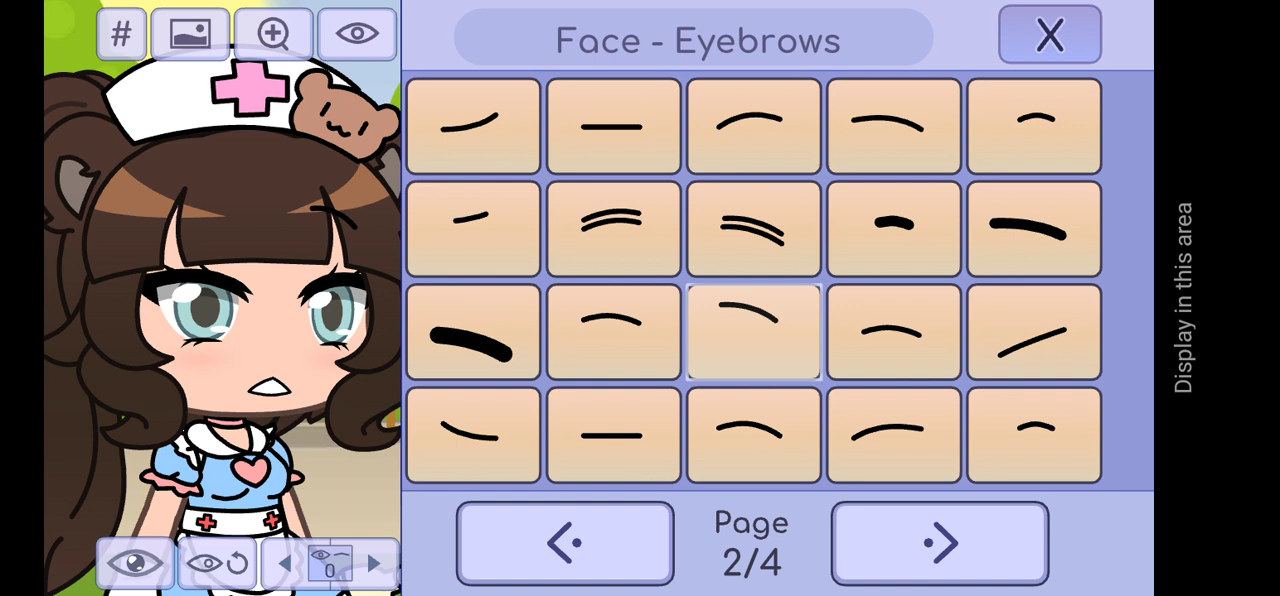 #
Face - Eyebrows
X
Display in this area
Page
2/4
0